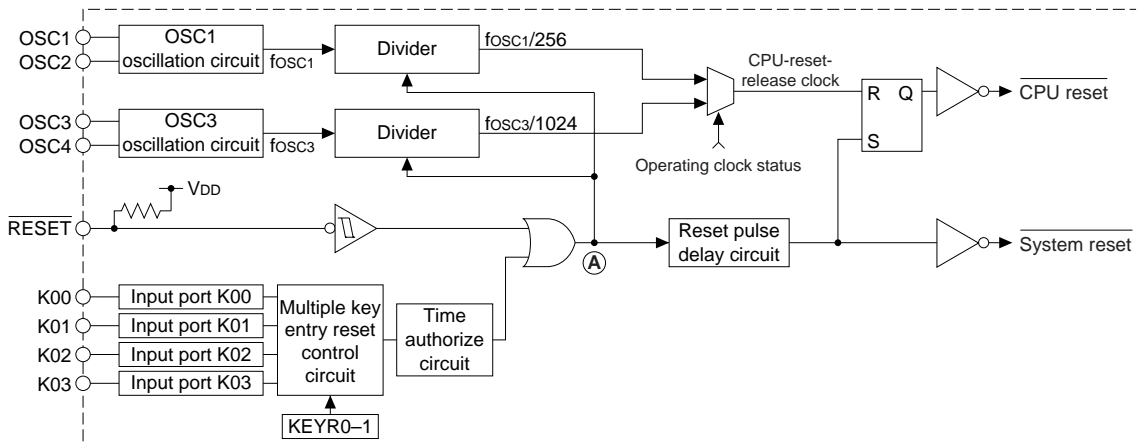 OSC1
OSC2
OSC1
oscillation circuit
fOSC1
Divider
fOSC1/256
CPU-reset-
release clock
R
Q
S
CPU reset
OSC3
OSC4
OSC3
oscillation circuit
fOSC3
Divider
fOSC3/1024
Operating clock status
VDD
RESET
A
Reset pulse
delay circuit
System reset
K00
K01
K02
K03
Input port K00
Input port K01
Input port K02
Input port K03
Multiple key
entry reset
control
circuit
Time
authorize
circuit
KEYR0–1